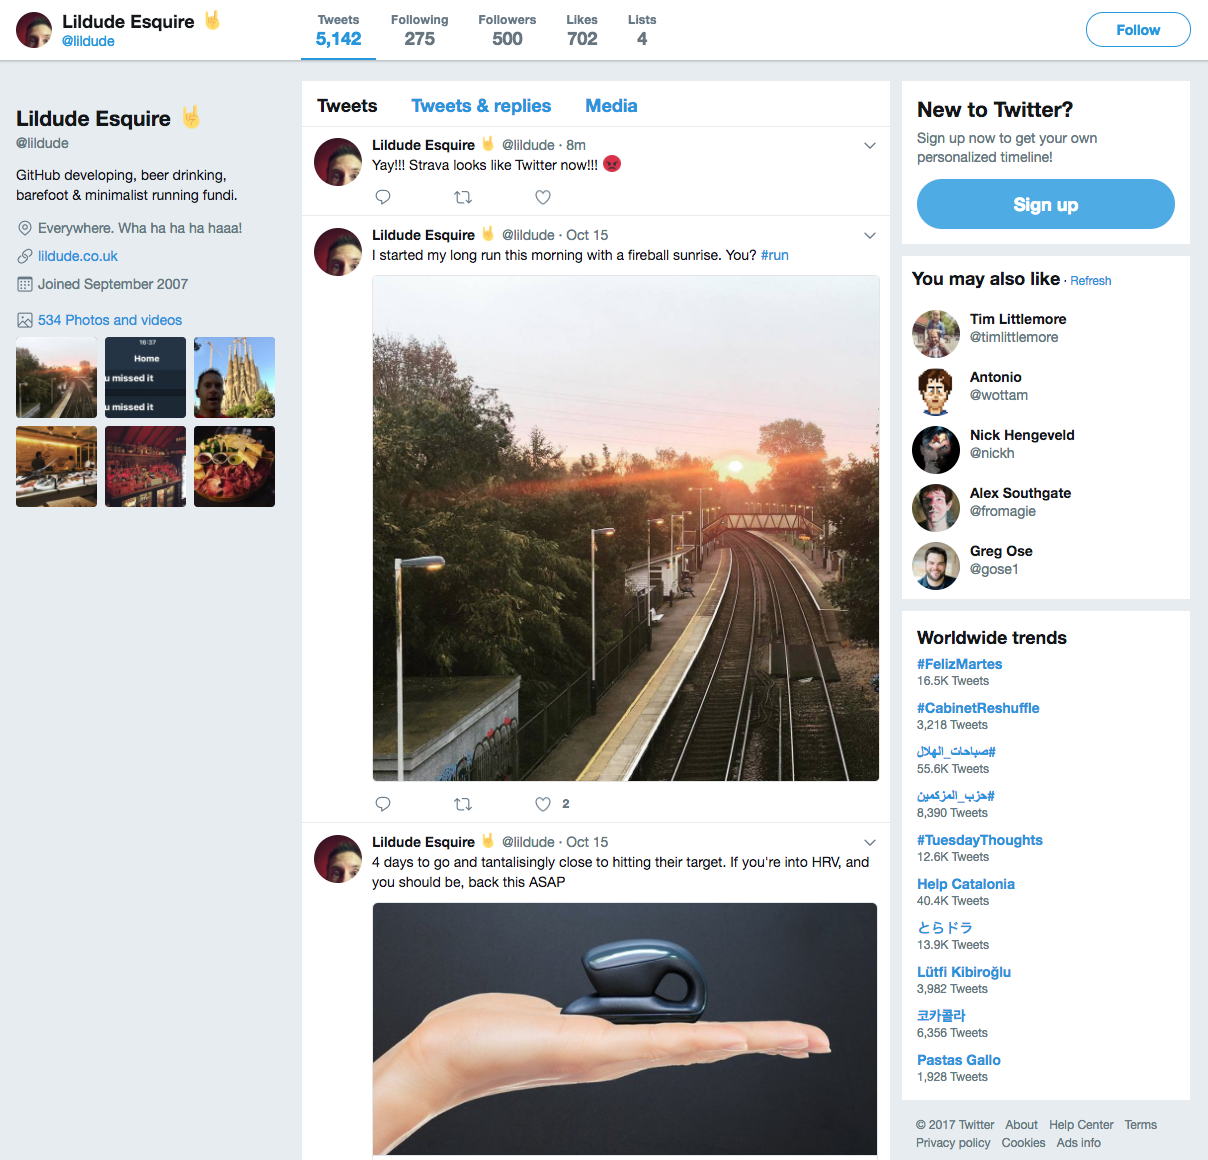 Lildude Esquire 🤘
@lildude
Tweets
5,142
Following
275
Followers
500
Likes
702
Lists
4
Follow
Lildude Esquire 🤘
@lildude
GitHub developing, beer drinking,
barefoot & minimalist running fundi.
Everywhere. Wha ha ha ha haaa!
lildude.co.uk
Joined September 2007
534 Photos and videos
16:37
Home
u missed it
u missed it
Tweets
Tweets & replies
Media
Lildude Esquire 🤘 @lildude · 8m
Yay!!! Strava looks like Twitter now!!! 😡
Lildude Esquire 🤘 @lildude · Oct 15
I started my long run this morning with a fireball sunrise. You? #run
2
Lildude Esquire 🤘 @lildude · Oct 15
4 days to go and tantalisingly close to hitting their target. If you're into HRV, and
you should be, back this ASAP
New to Twitter?
Sign up now to get your own
personalized timeline!
Sign up
You may also like · Refresh
Tim Littlemore
@timlittlemore
Antonio
@wottam
Nick Hengeveld
@nickh
Alex Southgate
@fromagie
Greg Ose
@gose1
Worldwide trends
#FelizMartes
16.5K Tweets
#CabinetReshuffle
3,218 Tweets
#صباحات_الهلال
55.6K Tweets
#حزب_المزكمين
8,390 Tweets
#TuesdayThoughts
12.6K Tweets
Help Catalonia
40.4K Tweets
とらドラ
13.9K Tweets
Lütfi Kibiroğlu
3,982 Tweets
코카콜라
6,356 Tweets
Pastas Gallo
1,928 Tweets
© 2017 Twitter About Help Center Terms
Privacy policy Cookies Ads info